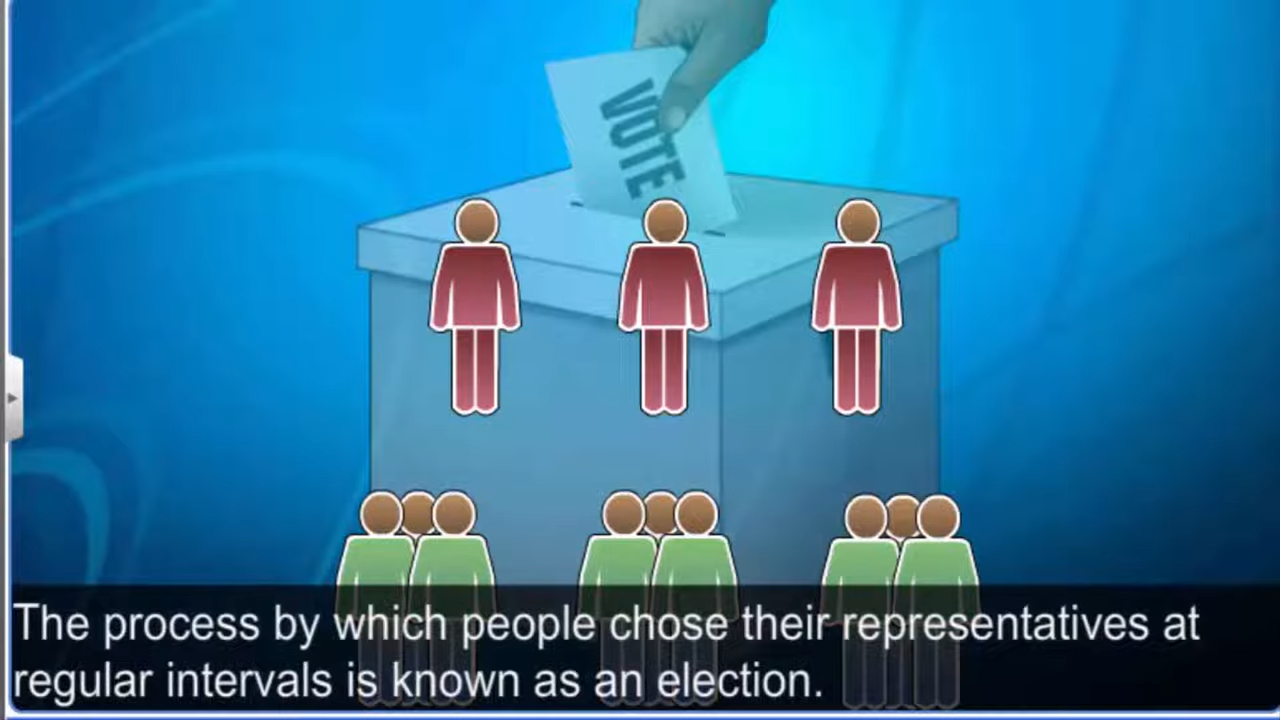 VOTE
The process by which people chose their representatives at
regular intervals is known as an election.